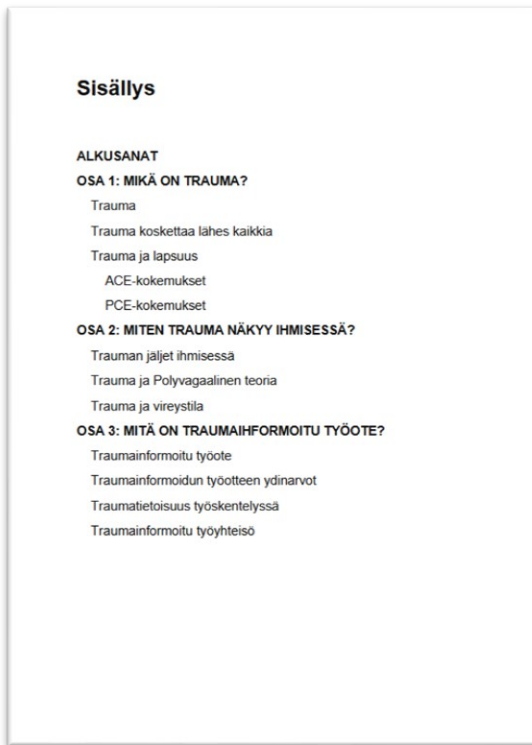 Sisällys
ALKUSANAT
OSA 1: MIKÄ ON TRAUMA?
Trauma
Trauma koskettaa lähes kaikkia
Trauma ja lapsuus
ACE-kokemukset
PCE-kokemukset
OSA 2: MITEN TRAUMA NÄKYY IHMISESSÄ?
Trauman jäljet ihmisessä
Trauma ja Polyvagaalinen teoria
Trauma ja vireystila
OSA 3: MITÄ ON TRAUMAIHFORMOITU TYÖOTE?
Traumainformoitu työote
Traumainformoidun työotteen ydinarvot
Traumatietoisuus työskentelyssä
Traumainformoitu työyhteisö